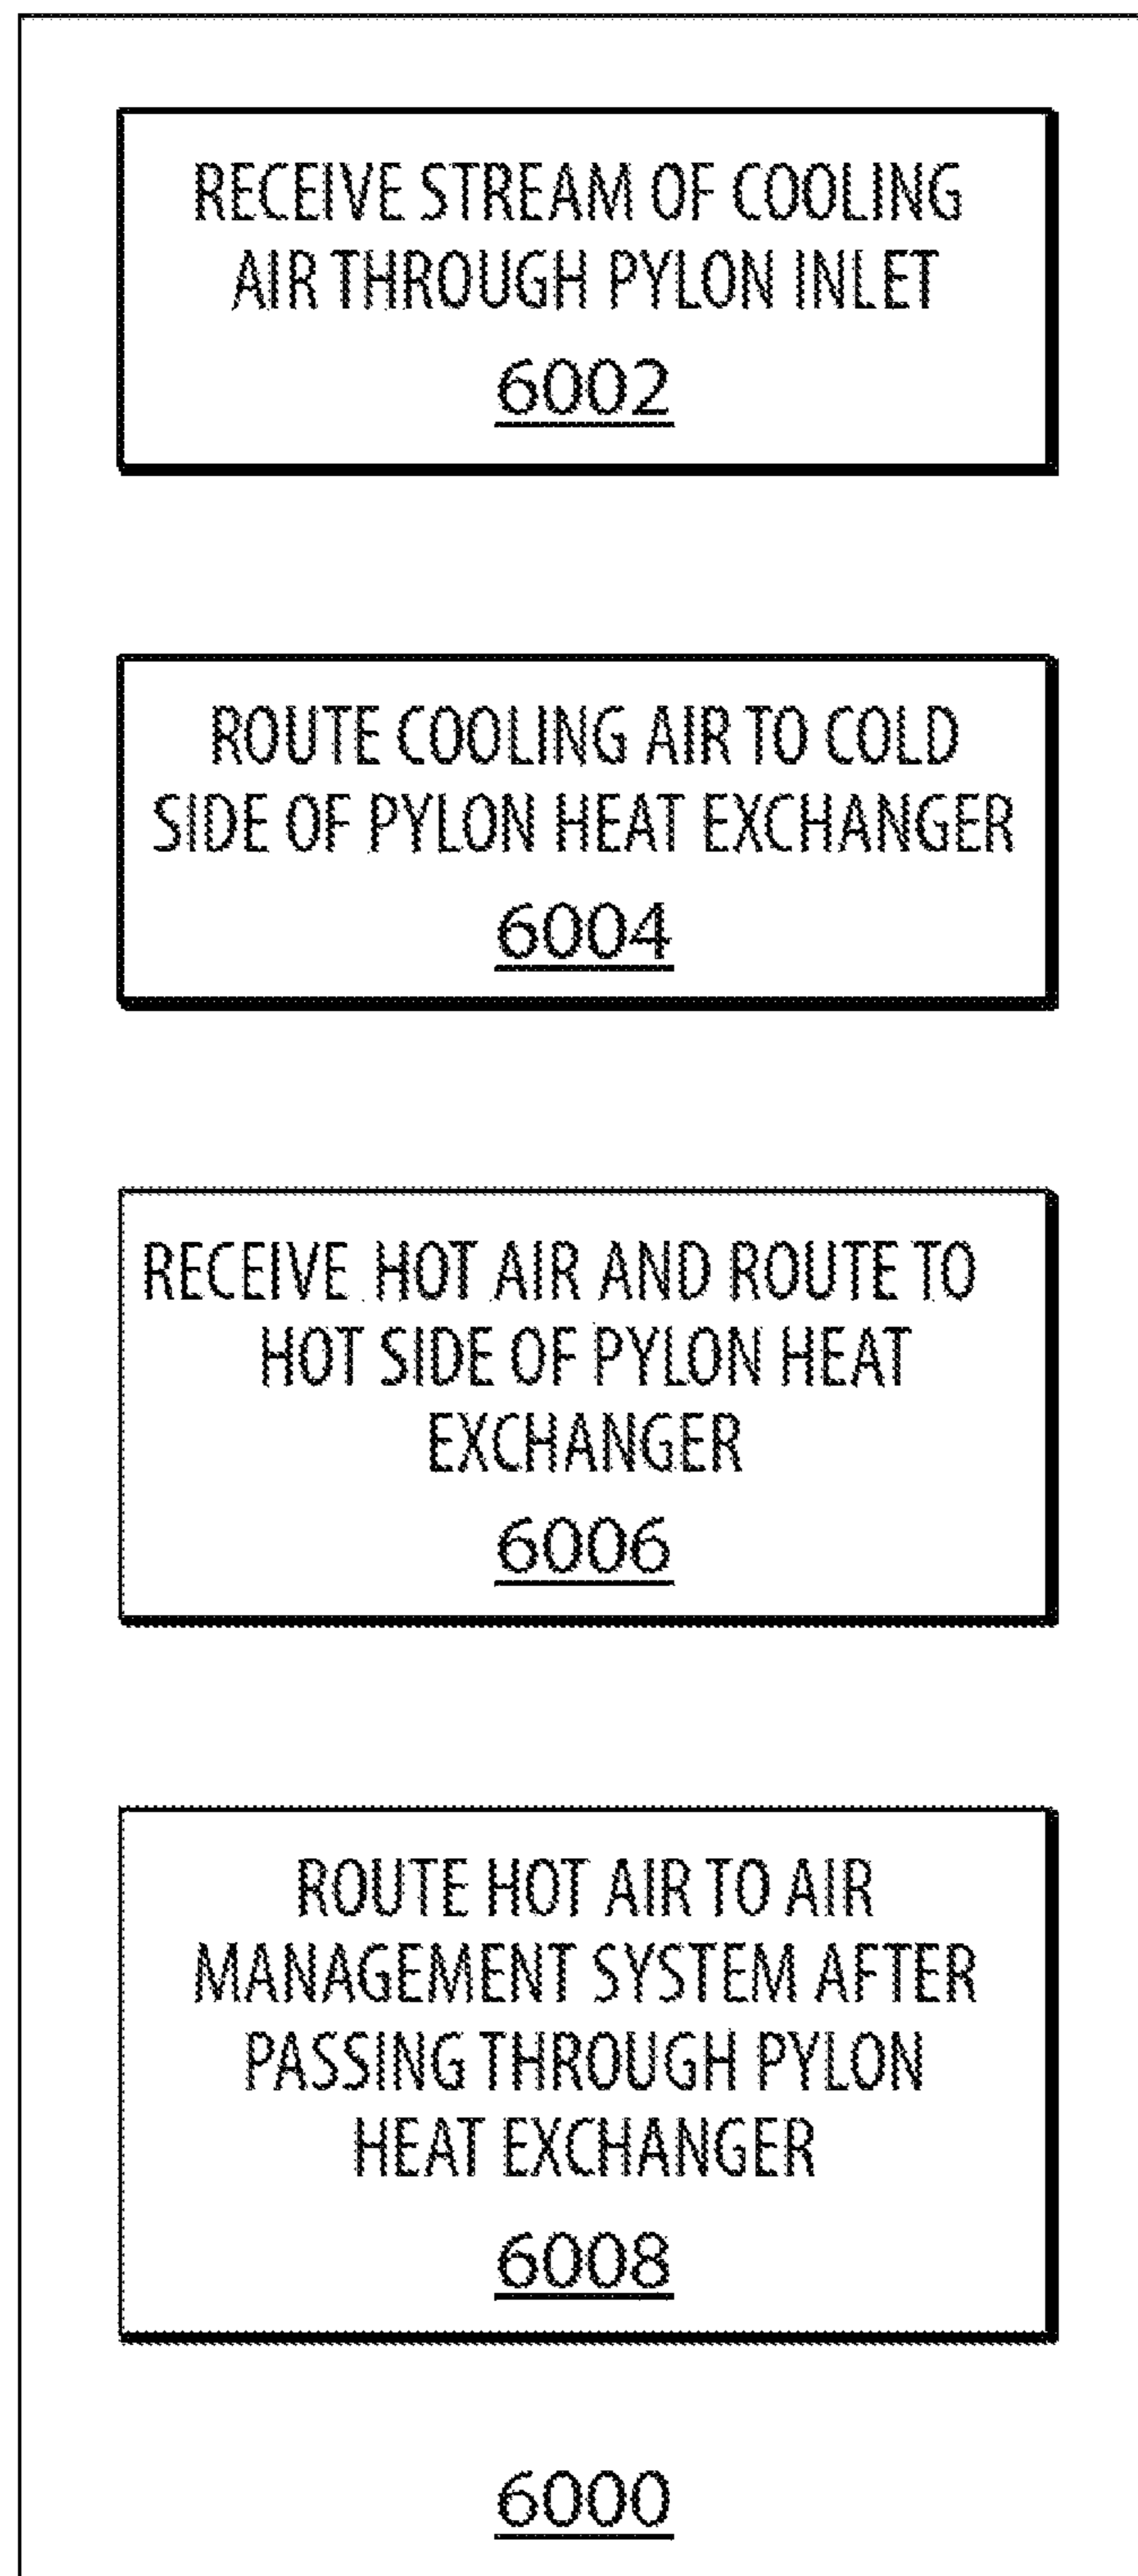 RECEIVE STREAM OF COOLING
AIR THROUGH PYLON INLET
6002
ROUTE COOLING AIR TO COLD
SIDE OF PYLON HEAT EXCHANGER
6004
RECEIVE HOT AIR AND ROUTE TO
HOT SIDE OF PYLON HEAT
EXCHANGER
6006
ROUTE HOT AIR TO AIR
MANAGEMENT SYSTEM AFTER
PASSING THROUGH PYLON
HEAT EXCHANGER
6008
6000